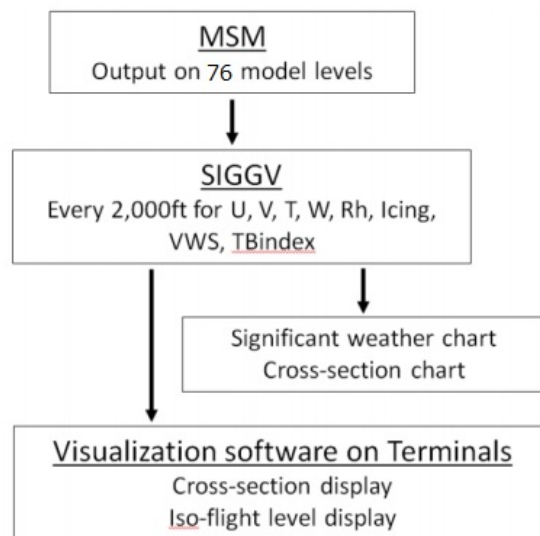 MSM
Output on 76 model levels
SIGGV
Every 2,000ft for U, V, T, W, Rh, Icing,
VWS, TBindex
Significant weather chart
Cross-section chart
Visualization software on Terminals
Cross-section display
Iso-flight level display